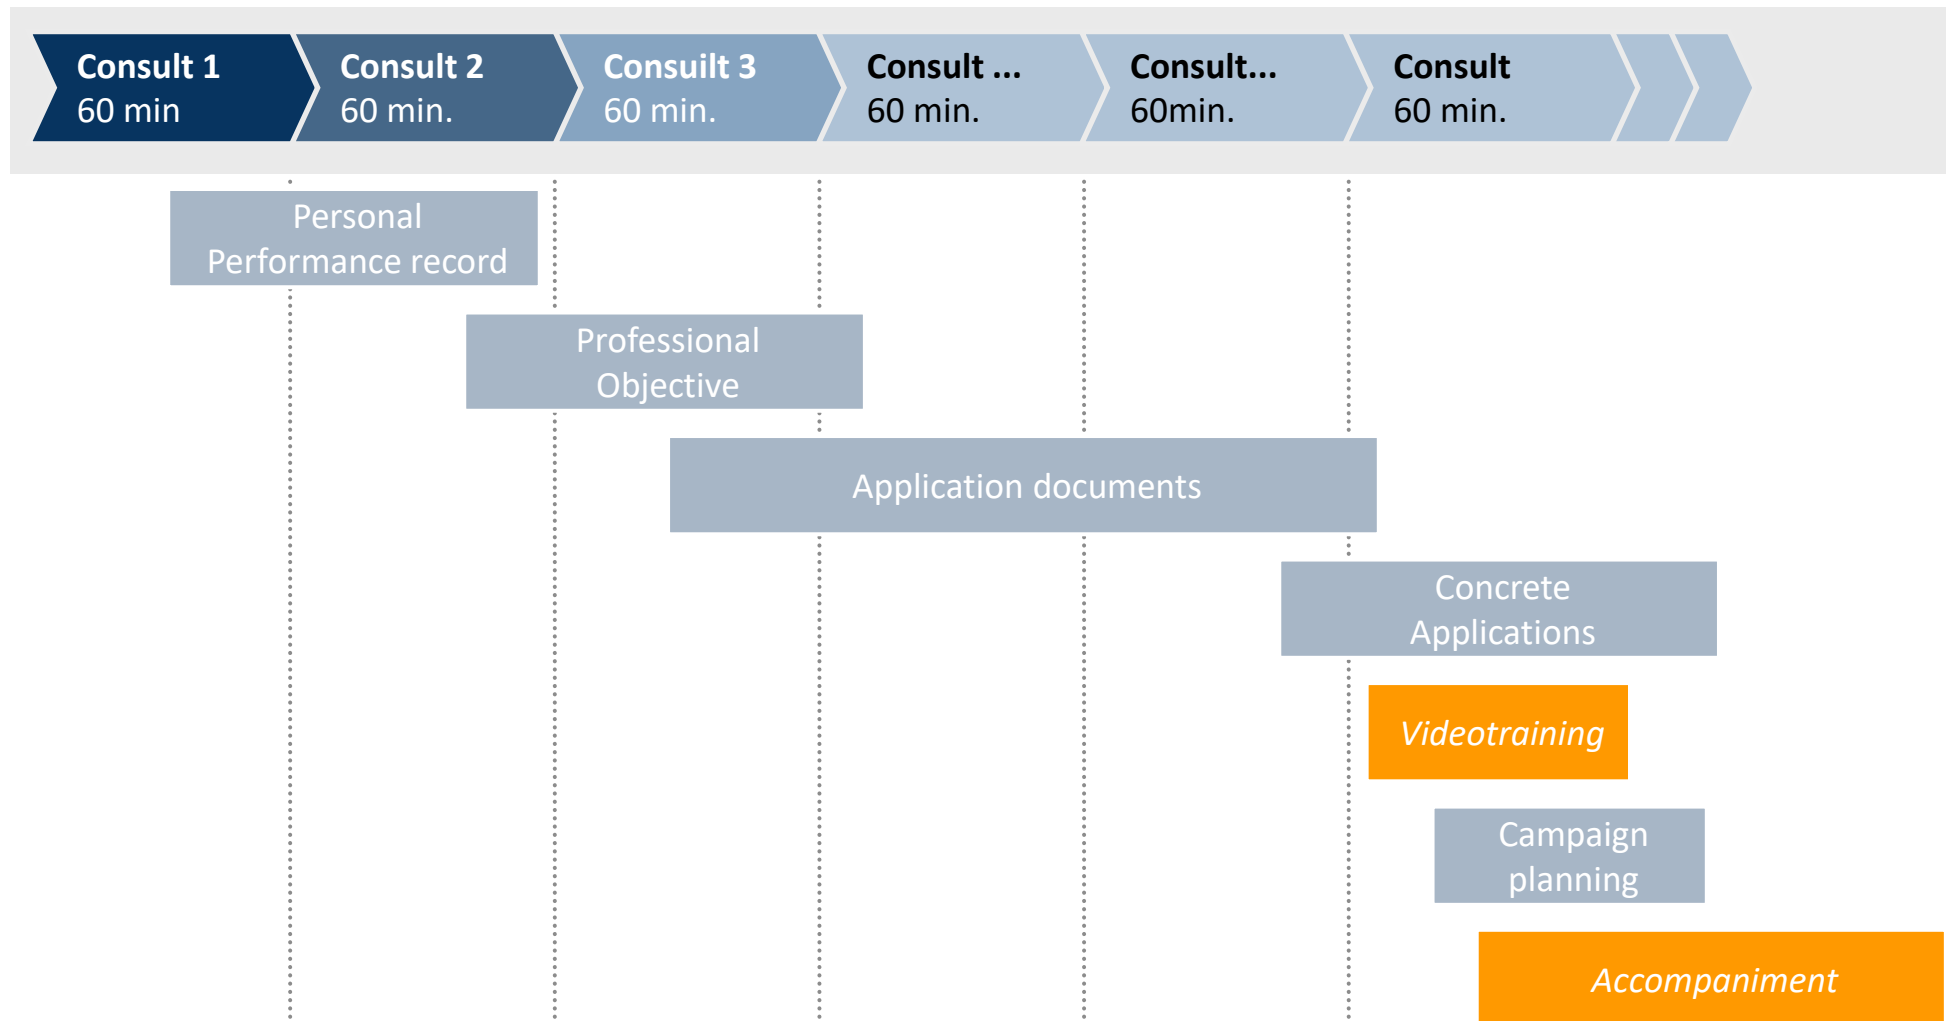 Consult 1
60 min
Consult 2
60 min.
Consuilt 3
60 min.
Consult ...
60 min.
Consult...
60min.
Consult
60 min.
Personal
Performance record
Professional
Objective
Application documents
Concrete
Applications
Videotraining
Campaign
planning
Accompaniment